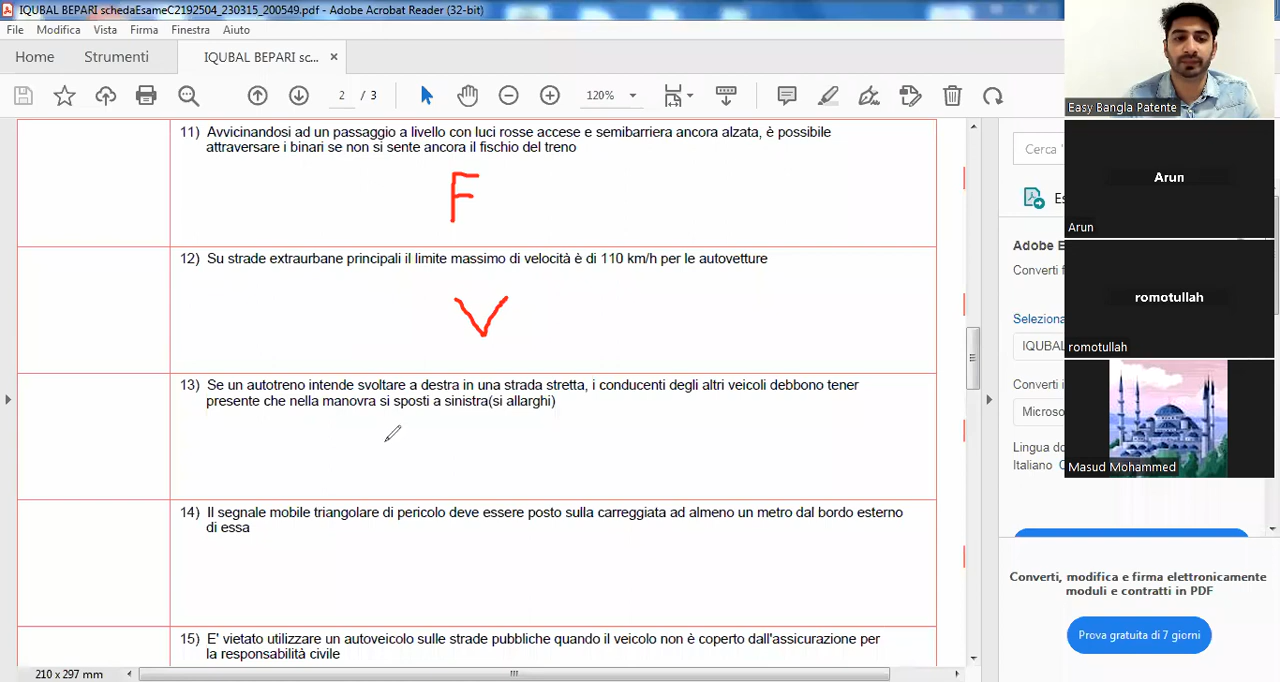 IQUBAL BEPARI schedaEsameC2192504_230315_200549.pdf - Adobe Acrobat Reader (32-bit)
File Modifica Vista Firma Finestra Aiuto
Home Strumenti IQUBAL BEPARI sc... ×
2 / 3 120%
11) Avvicinandosi ad un passaggio a livello con luci rosse accese e semibarriera ancora alzata, è possibile
attraversare i binari se non si sente ancora il fischio del treno
F
12) Su strade extraurbane principali il limite massimo di velocità è di 110 km/h per le autovetture
V
13) Se un autotreno intende svoltare a destra in una strada stretta, i conducenti degli altri veicoli debbono tener
presente che nella manovra si sposti a sinistra(si allarghi)
14) Il segnale mobile triangolare di pericolo deve essere posto sulla carreggiata ad almeno un metro dal bordo esterno
di essa
15) E' vietato utilizzare un autoveicolo sulle strade pubbliche quando il veicolo non è coperto dall'assicurazione per
la responsabilità civile
210 x 297 mm
Cerca
Es
Adobe E
Converti f
Seleziona
IQUBAL
Converti i
Microso
Lingua do
Italiano
Converti, modifica e firma elettronicamente
moduli e contratti in PDF
Prova gratuita di 7 giorni
Easy Bangla Patente
Arun
Arun
romotullah
romotullah
Masud Mohammed